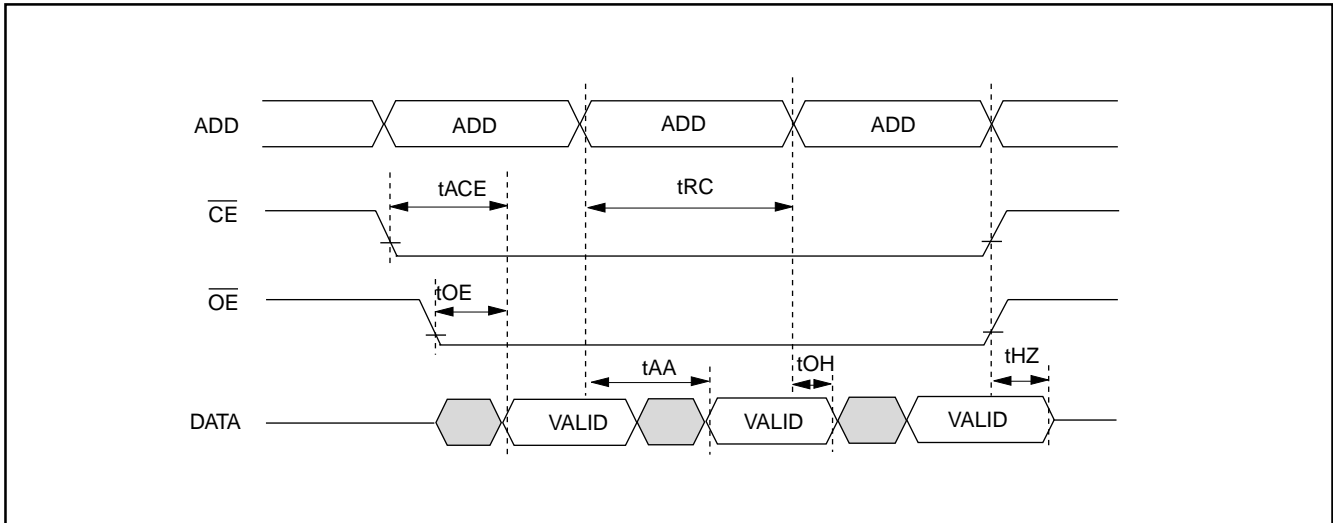 ADD ADD ADD ADD
tACE tRC
CE
OE tOE
tAA tOH tHZ
DATA VALID VALID VALID